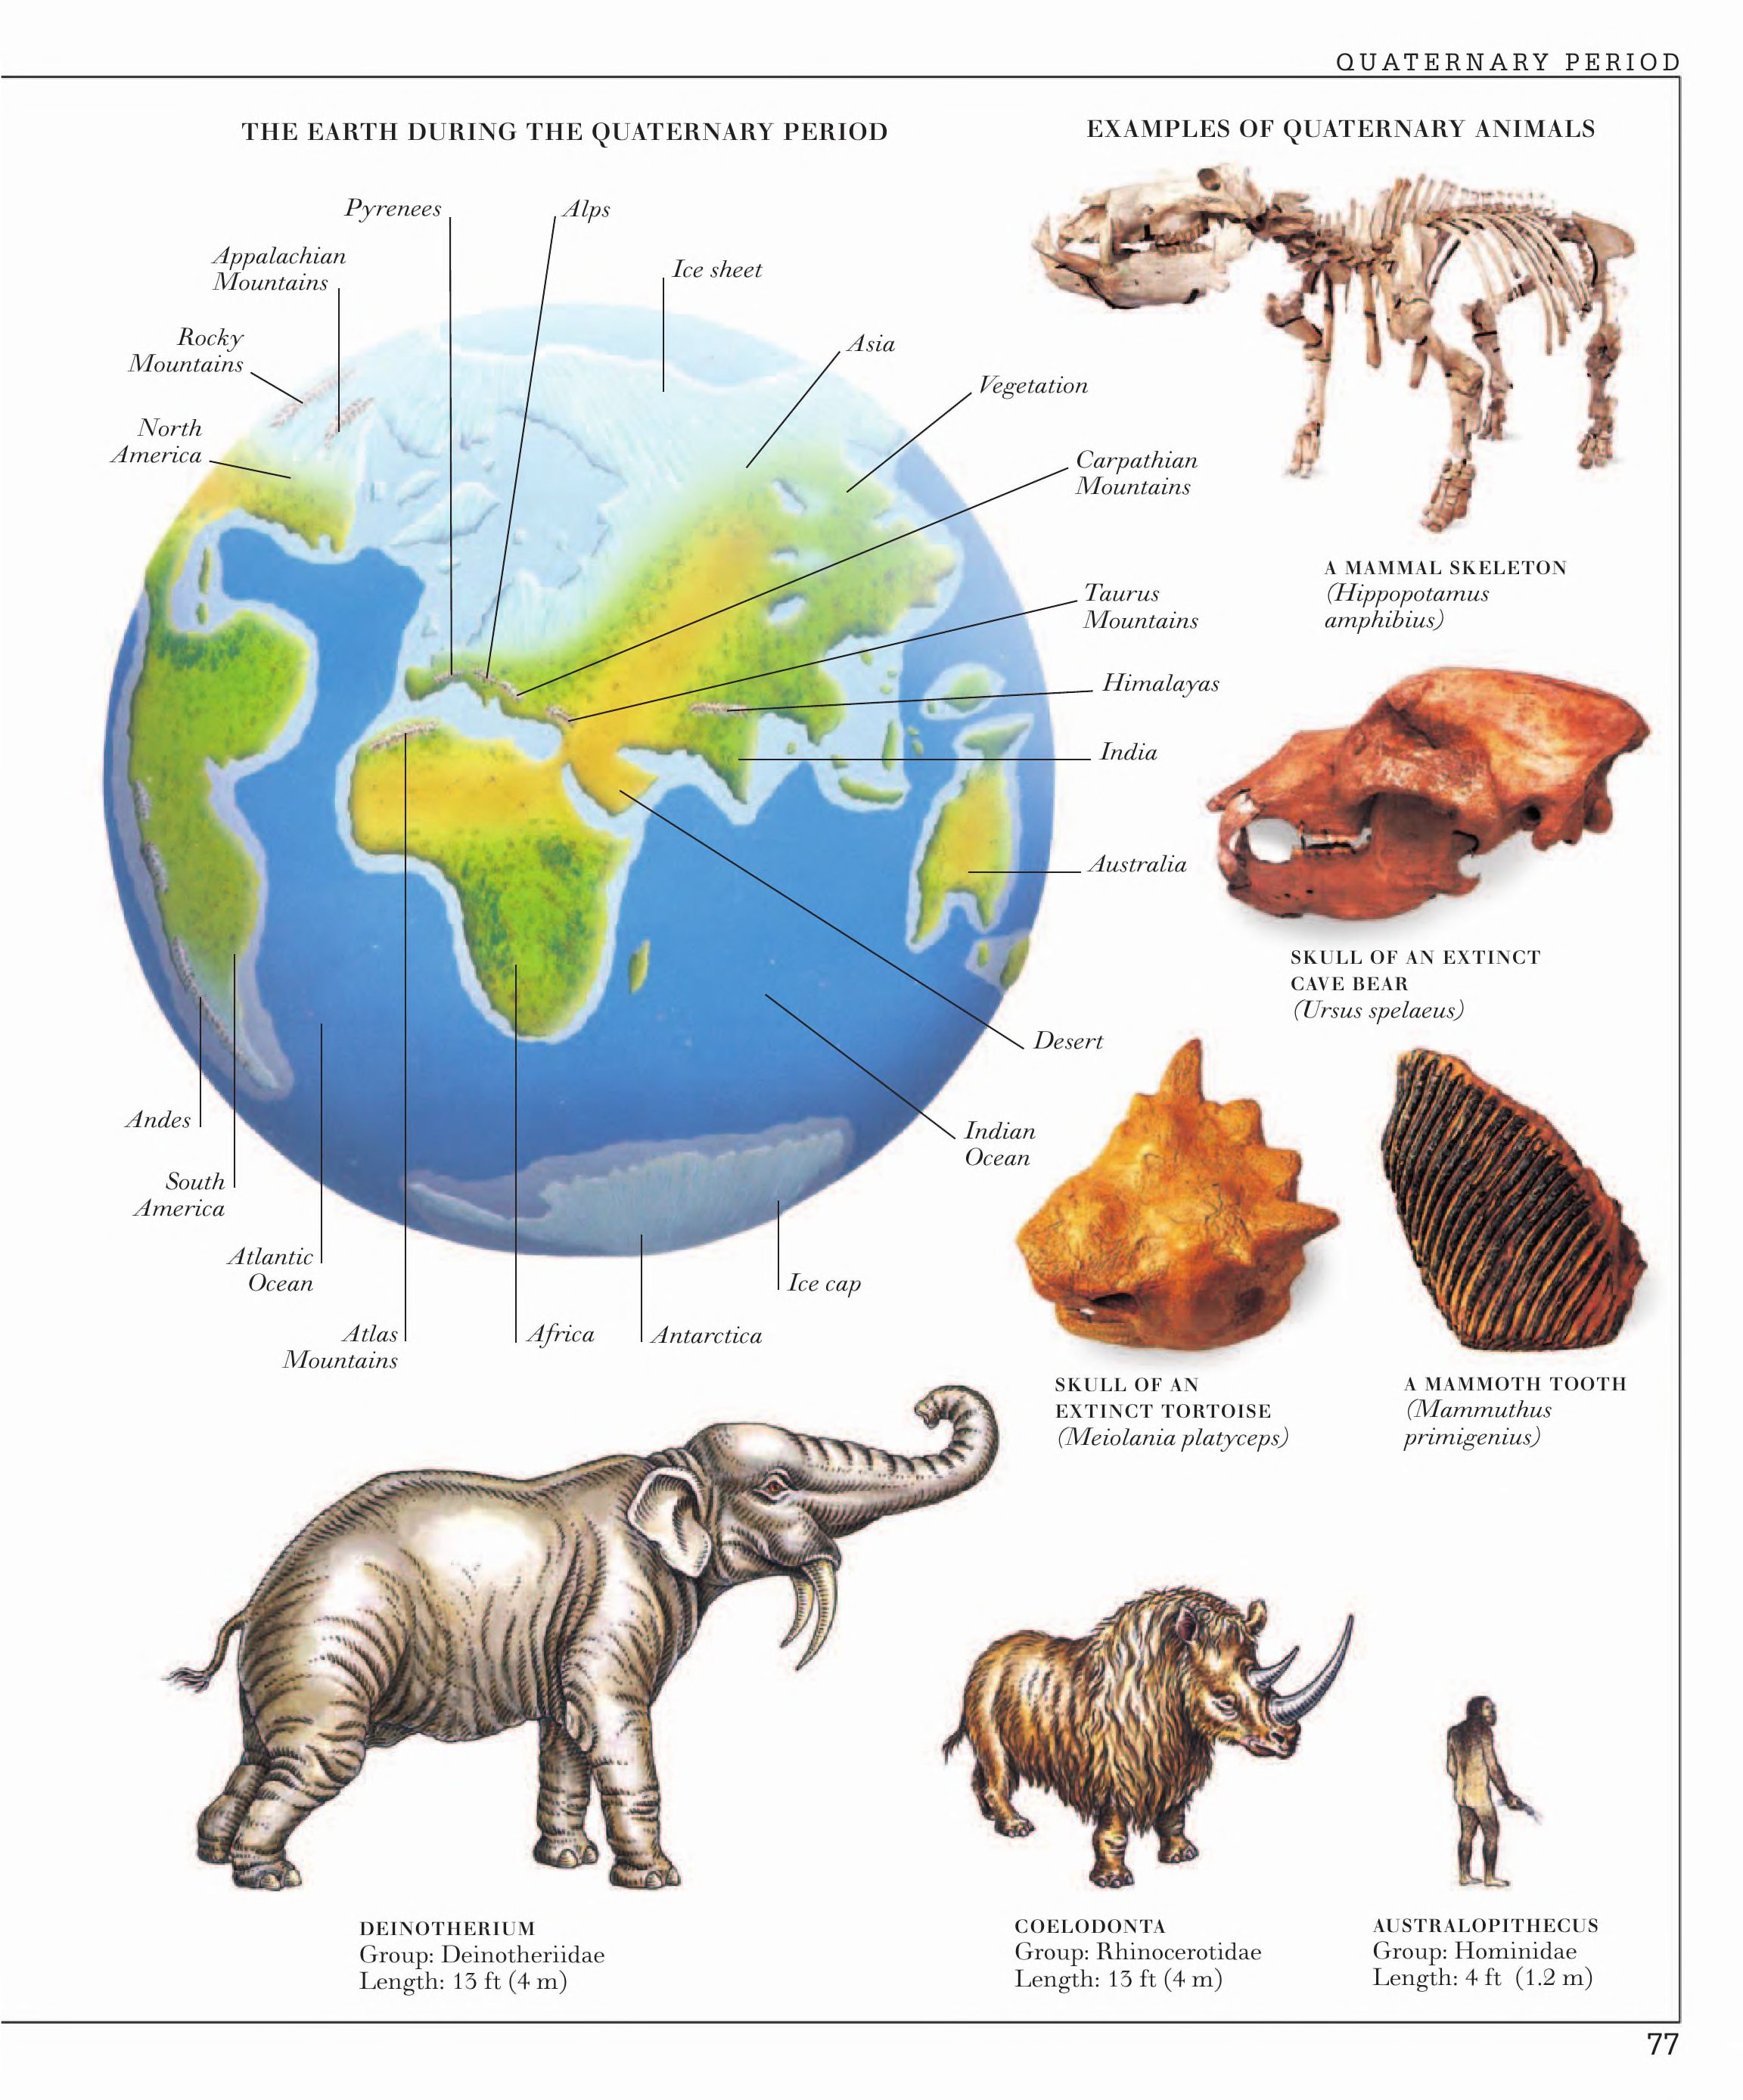 QUATERNARY PERIOD
THE EARTH DURING THE QUATERNARY PERIOD
Pyrenees
Alps
Appalachian
Mountains
Ice sheet
Rocky
Mountains
Asia
Vegetation
North
America
Carpathian
Mountains
Taurus
Mountains
Himalayas
India
Australia
Desert
Andes
Indian
Ocean
South
America
Atlantic
Ocean
Ice cap
Atlas
Mountains
Africa
Antarctica
EXAMPLES OF QUATERNARY ANIMALS
A MAMMAL SKELETON
(Hippopotamus
amphibius)
SKULL OF AN EXTINCT
CAVE BEAR
(Ursus spelaeus)
SKULL OF AN
EXTINCT TORTOISE
(Meiolania platyceps)
A MAMMOTH TOOTH
(Mammuthus
primigenius)
DEINOTHERIUM
Group: Deinotheriidae
Length: 13 ft (4 m)
COELODONTA
Group: Rhinocerotidae
Length: 13 ft (4 m)
AUSTRALOPITHECUS
Group: Hominidae
Length: 4 ft (1.2 m)
77